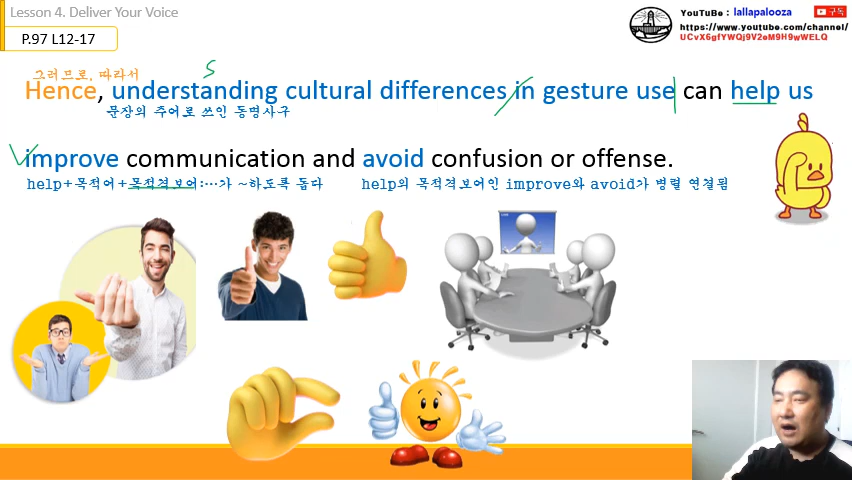 Lesson 4. Deliver Your Voice
P.97 L12-17
YouTuBe : lallapalooza
구독
https://www.youtube.com/channel/
UCvX6gfYWQj9V2eM9H9wWELQ
그러므로, 따라서
S
Hence, understanding cultural differences in gesture use can help us
문장의 주어로 쓰인 동명사구
improve communication and avoid confusion or offense.
help+목적어+목적격보어:…가 ~하도록 돕다
help의 목적격보어인 improve와 avoid가 병렬 연결됨